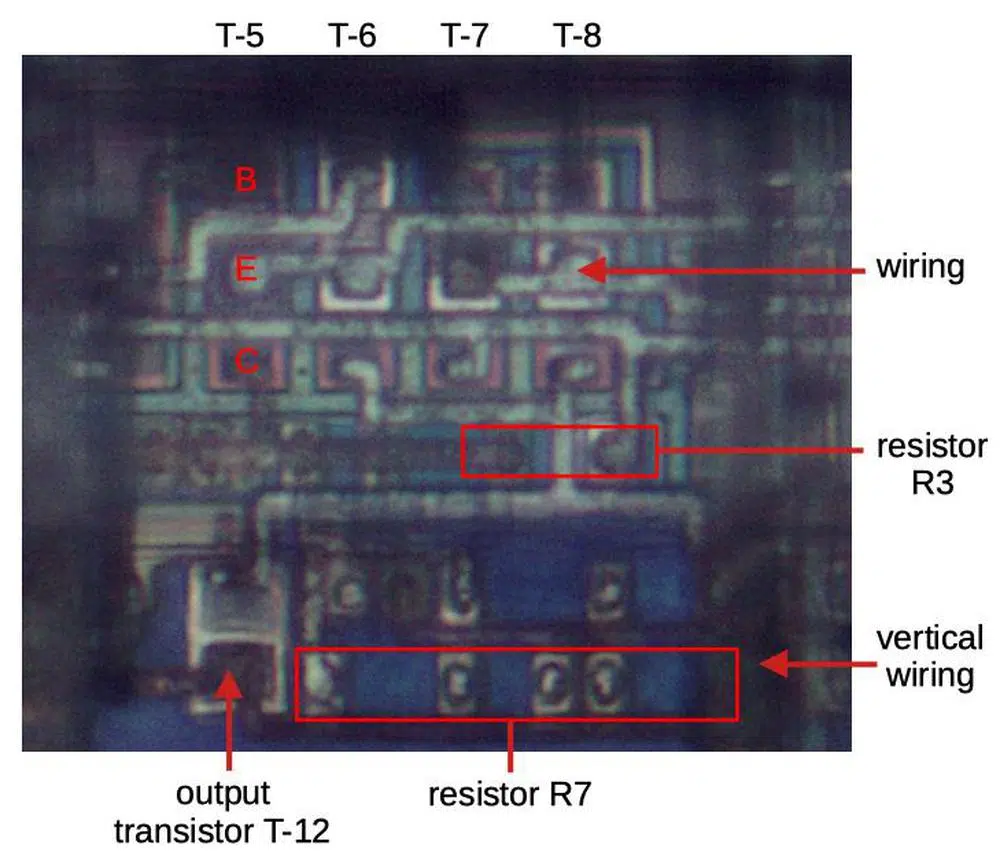 T-5 T-6 T-7 T-8
B
E
wiring
C
resistor
R3
vertical
wiring
output
transistor T-12
resistor R7